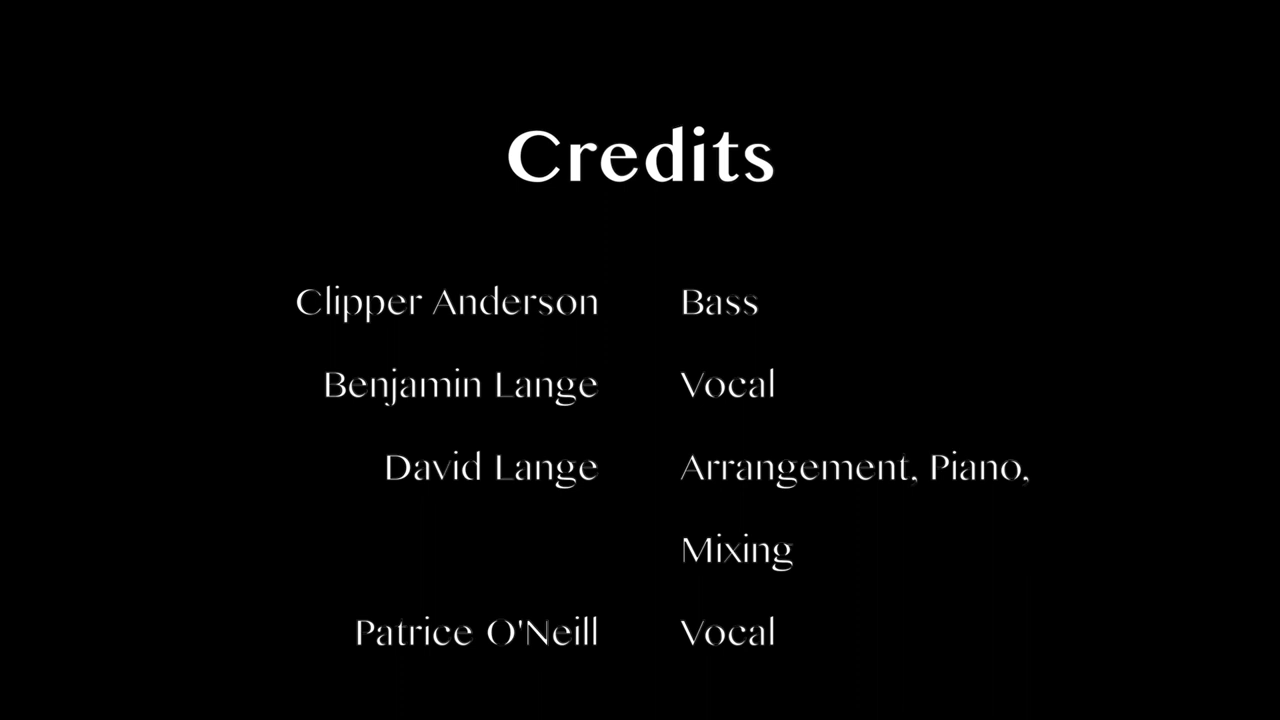 Credits
Clipper Anderson Bass
Benjamin Lange Vocal
David Lange Arrangement, Piano,
Mixing
Patrice O'Neill Vocal